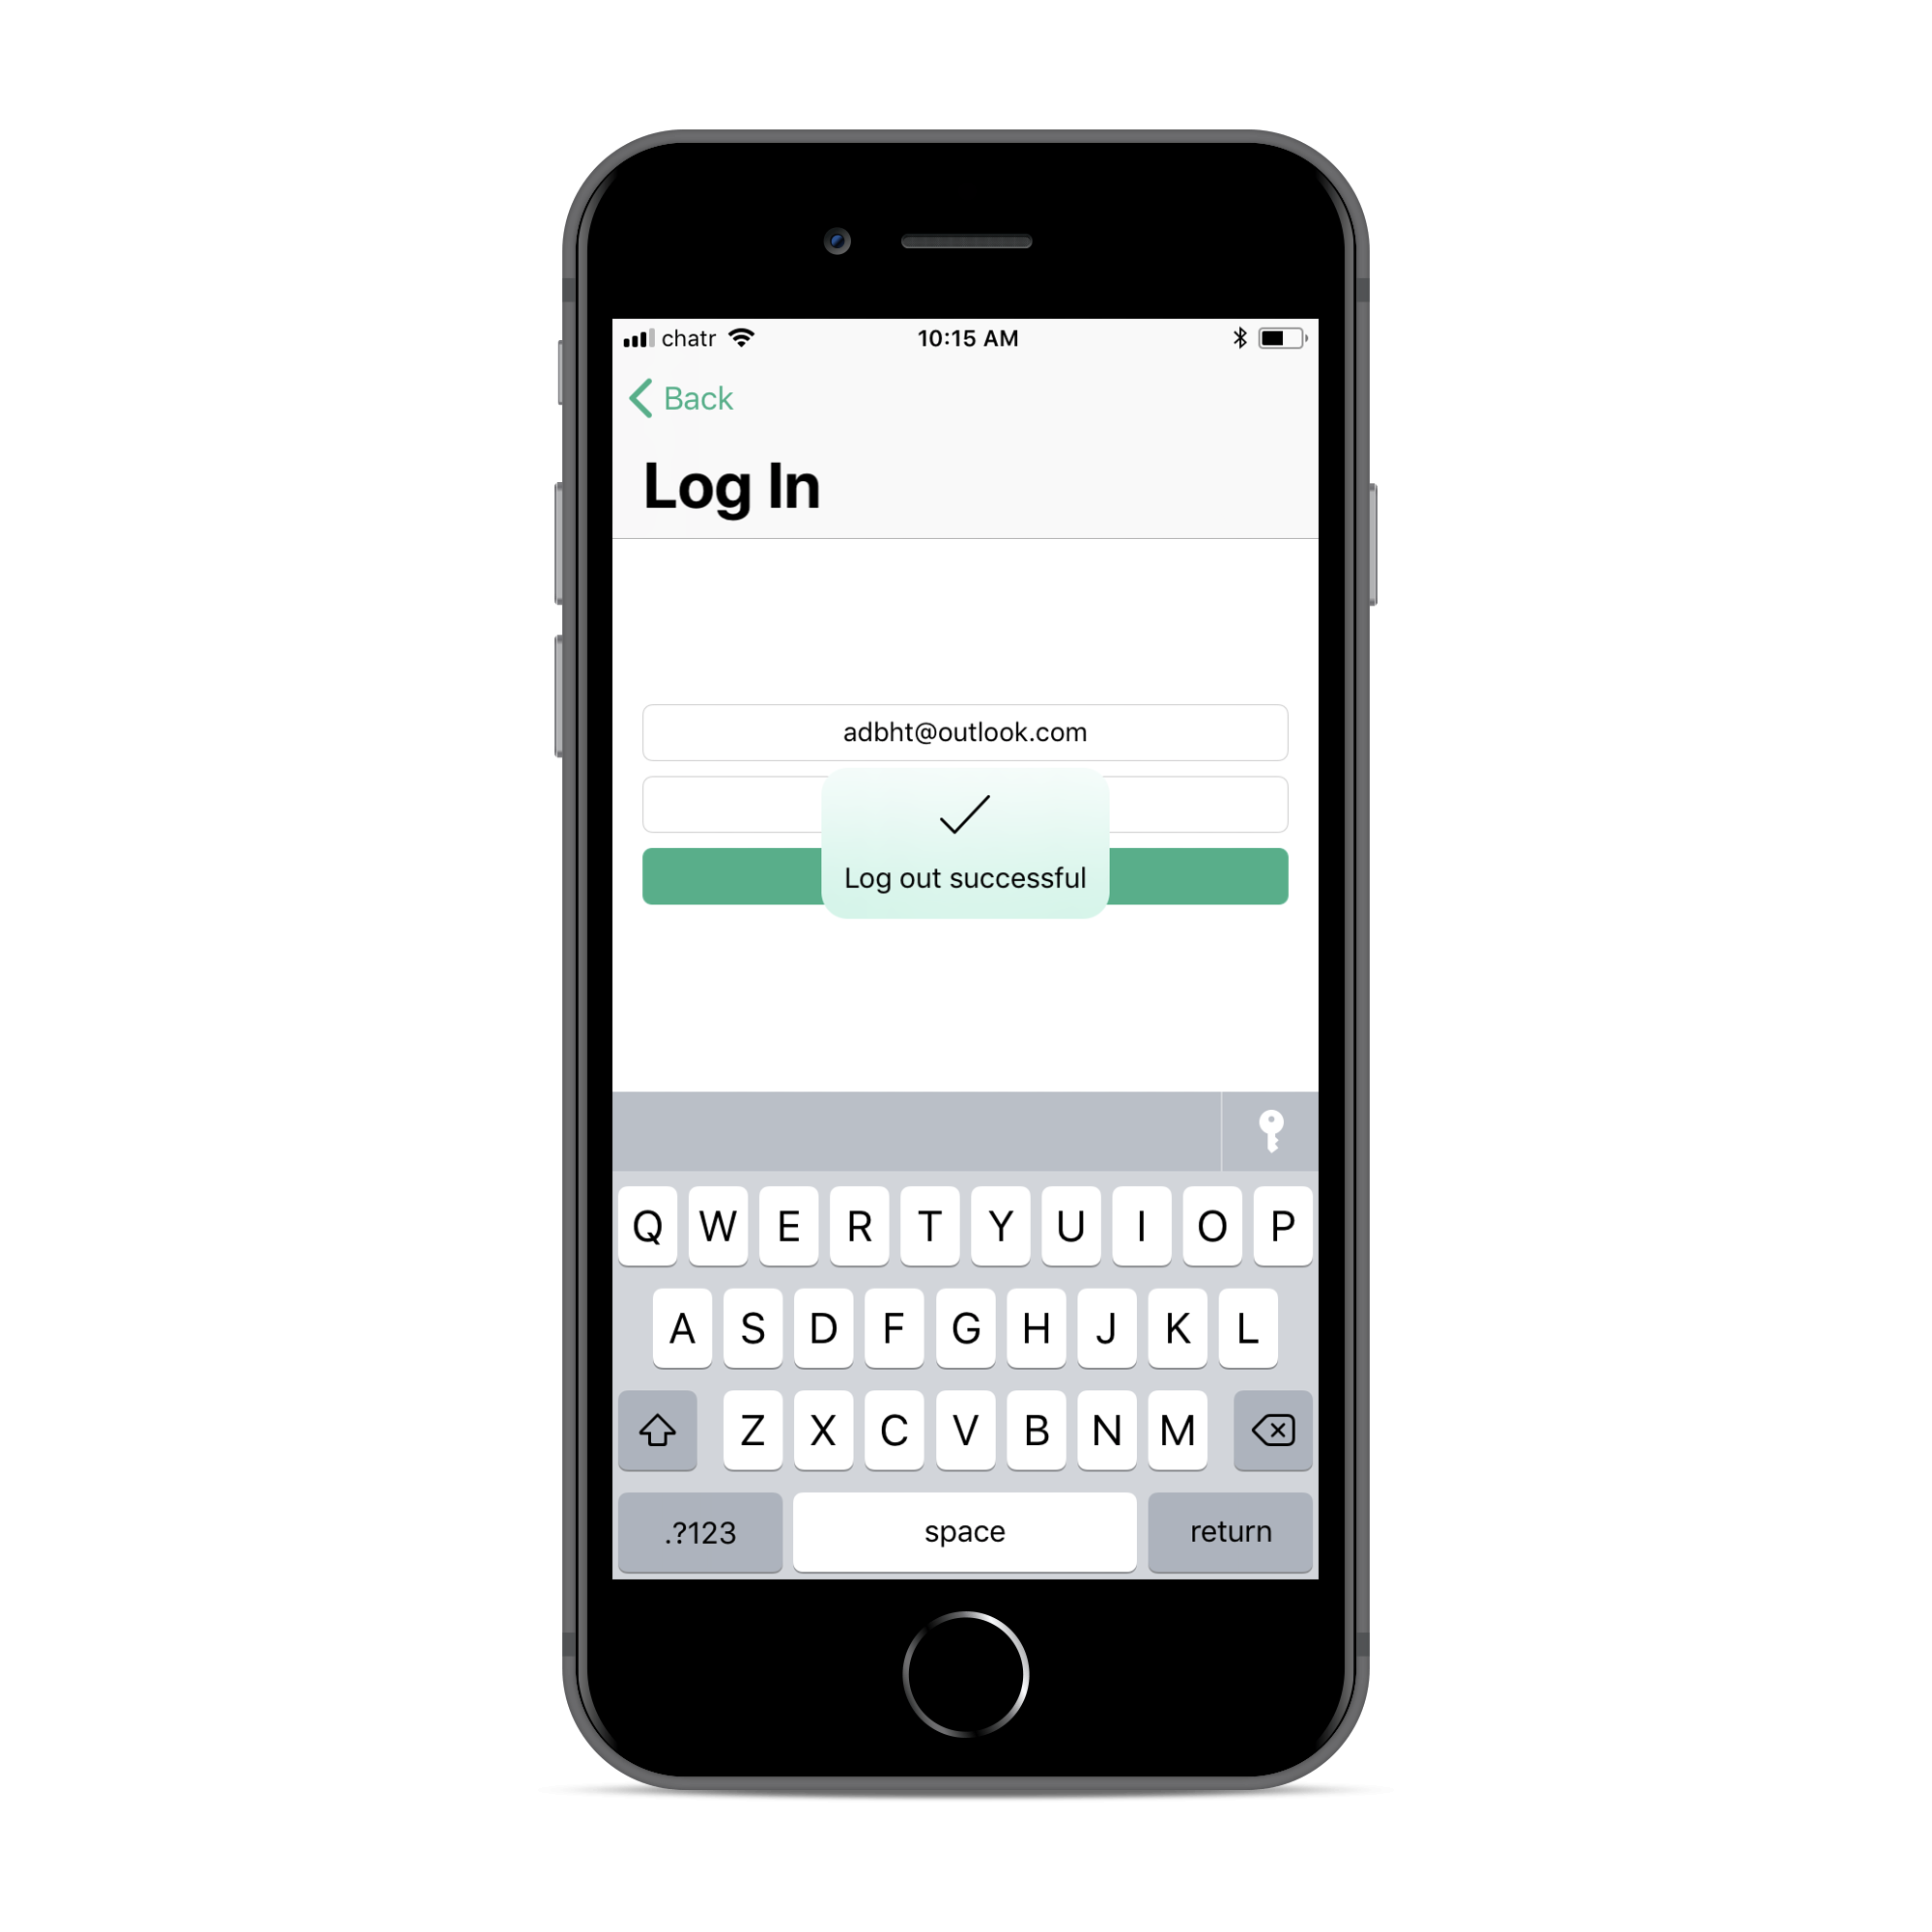 chatr 10:15 AM
Back
Log In
adbht@outlook.com
Log out successful
Q W E R T Y U I O P
A S D F G H J K L
Z X C V B N M
.?123 space return